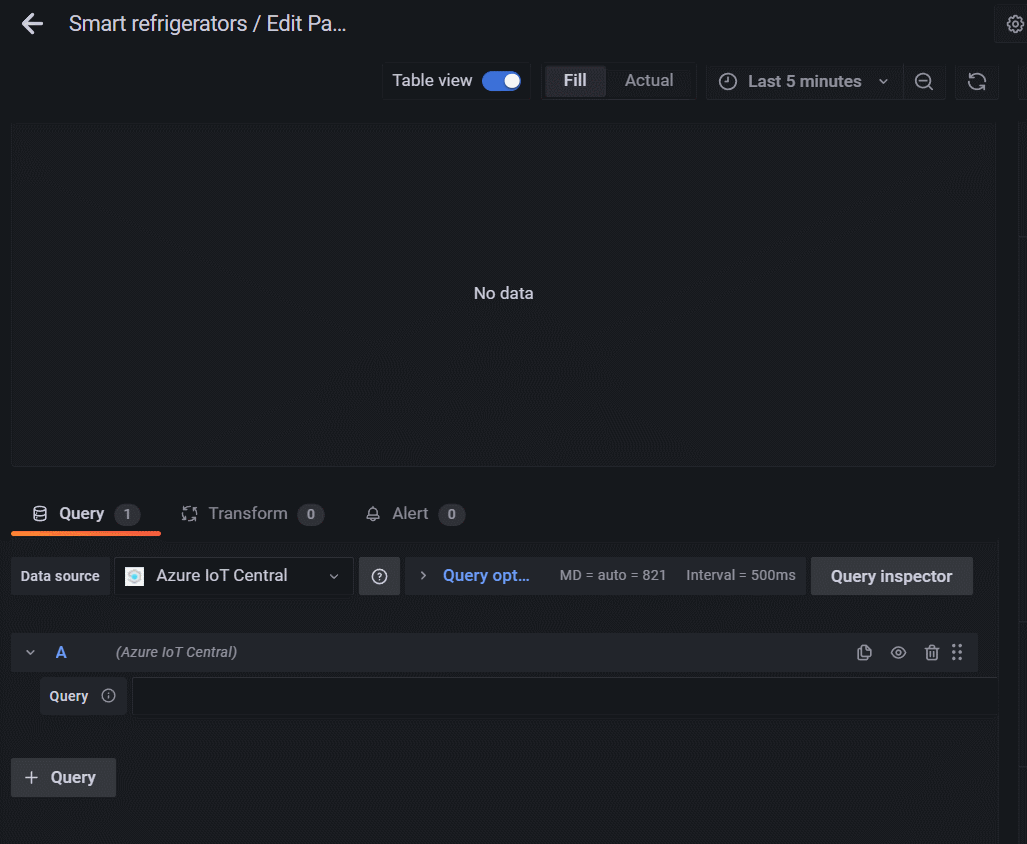 Smart refrigerators / Edit Pa...
Table view Fill Actual Last 5 minutes
No data
Query 1 Transform 0 Alert 0
Data source Azure IoT Central Query opt... MD = auto = 821 Interval = 500ms Query inspector
A (Azure IoT Central)
Query
+ Query